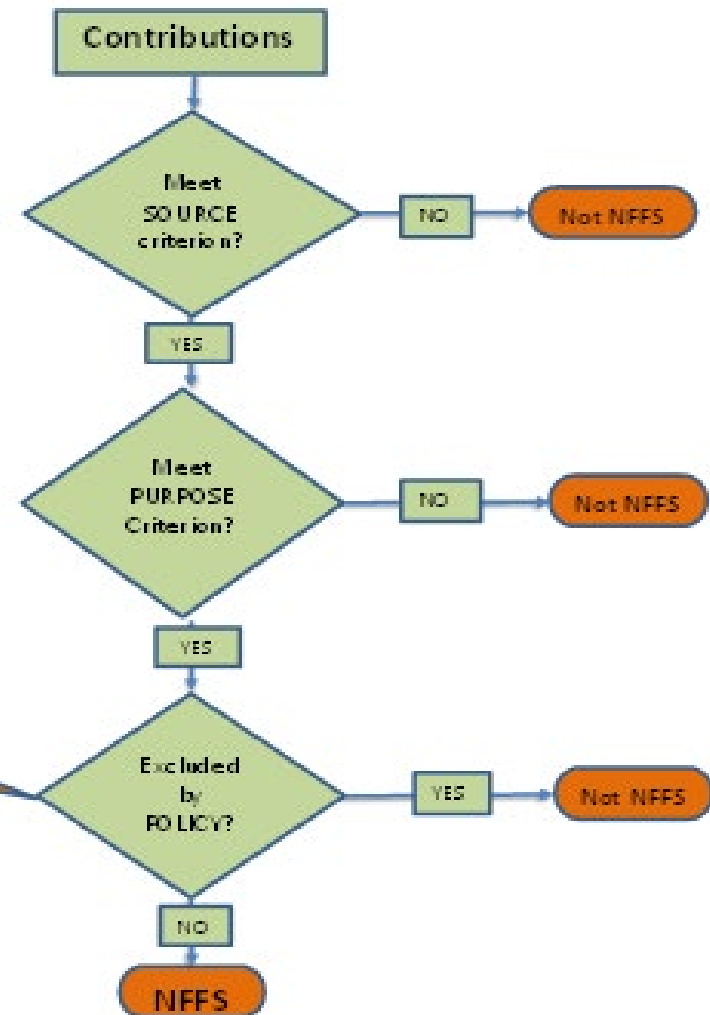 Contributions
Meet
SOURCE
criterion?
NO
Not NFFS
YES
Meet
PURPOSE
Criterion?
NO
Not NFFS
YES
Excluded
by
POLICY?
YES
Not NFFS
NO
NFFS